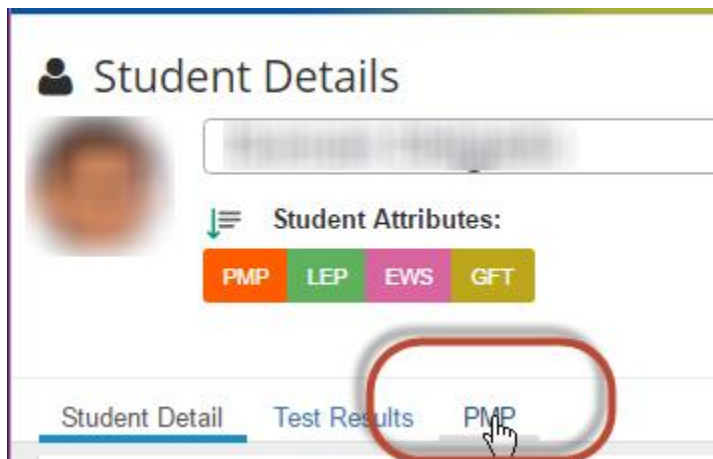 Student Details
Student Attributes:
PMP LEP EWS GFT
Student Detail Test Results PMP